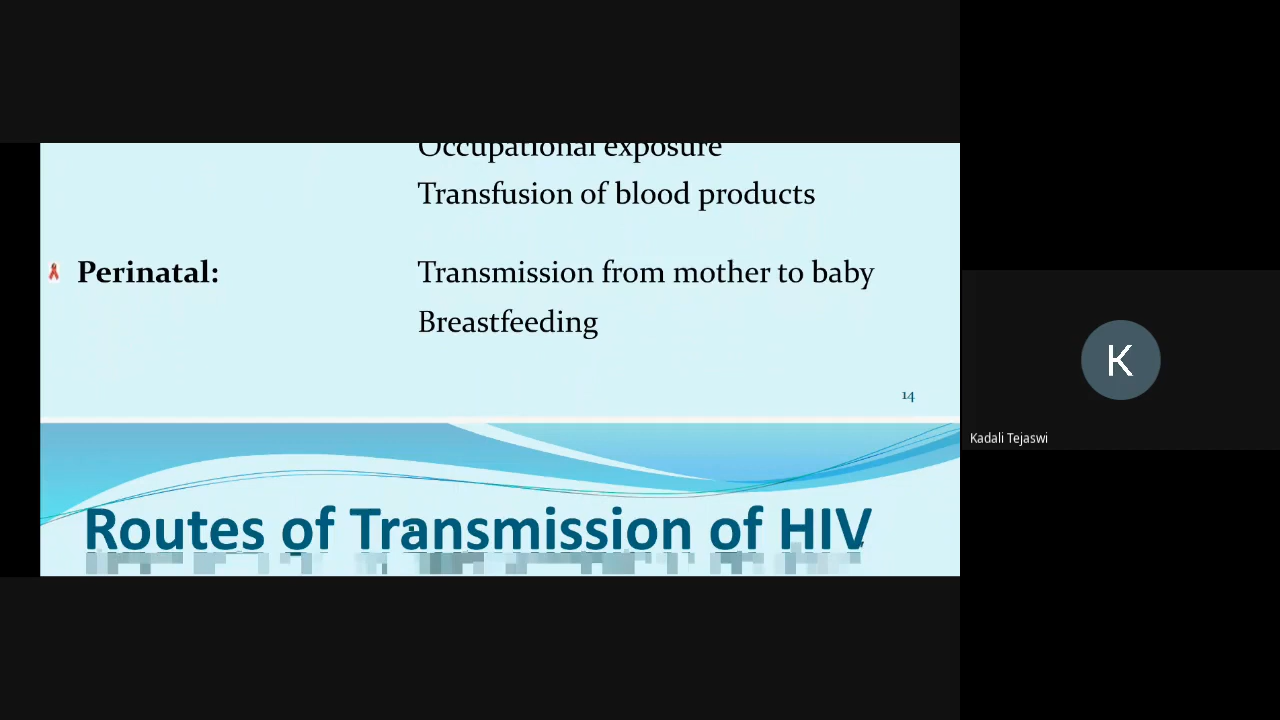 Occupational exposure
Transfusion of blood products
Perinatal: Transmission from mother to baby
Breastfeeding
14
Routes of Transmission of HIV
K
Kadali Tejaswi